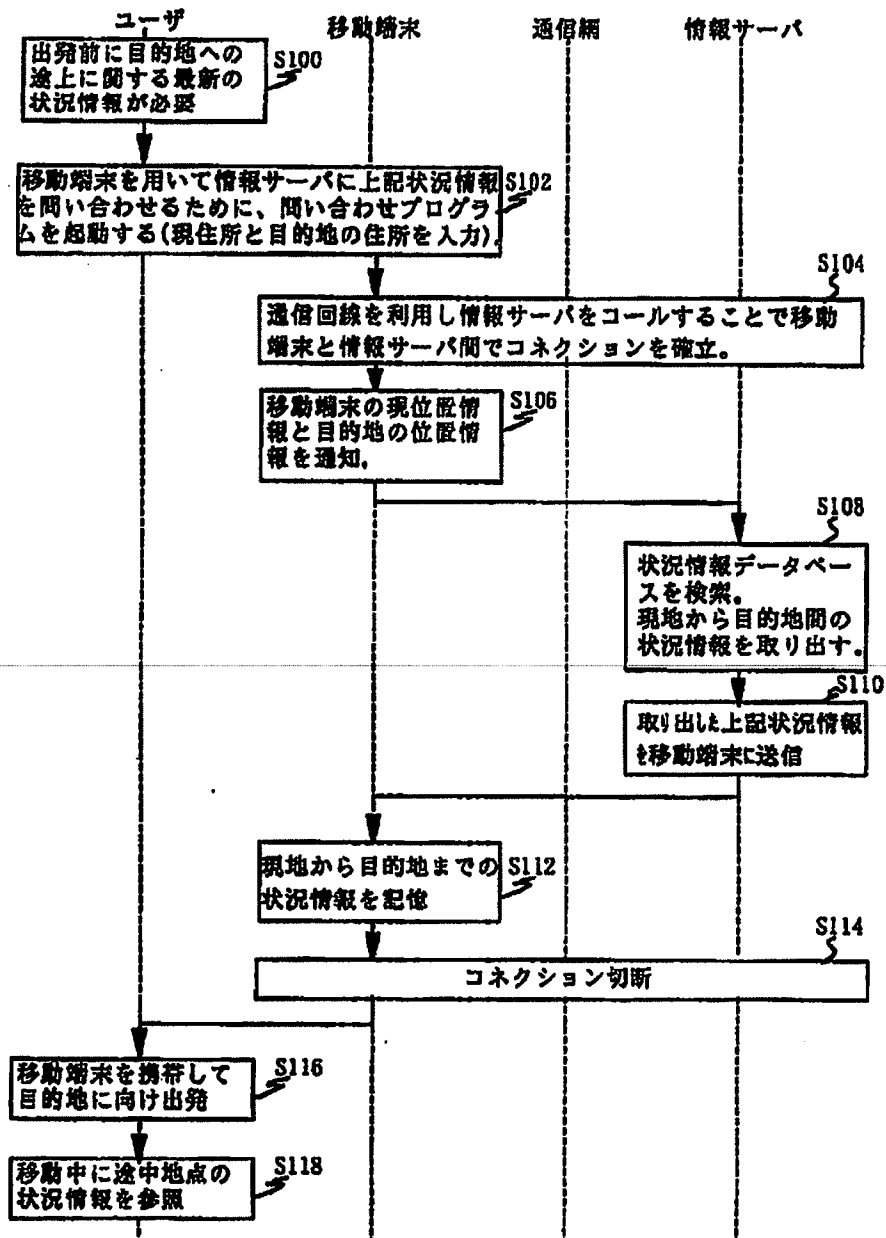 ユーザ
移動端末
通信網
情報サーバ
出発前に目的地への
途上に関する最新の
状況情報が必要
S100
移動端末を用いて情報サーバに上記状況情報
を問い合わせるために、問い合わせプログラ
ムを起動する(現住所と目的地の住所を入力).
S102
S104
通信回線を利用し情報サーバをコールすることで移動
端末と情報サーバ間でコネクションを確立。
移動端末の現位置情
報と目的地の位置情
報を通知.
S106
S108
状況情報データベー
スを検索。
現地から目的地間の
状況情報を取り出す。
S110
取り出した上記状況情報
を移動端末に送信
現地から目的地までの
状況情報を記憶
S112
S114
コネクション切断
移動端末を携帯して
目的地に向け出発
S116
移動中に途中地点の
状況情報を参照
S118